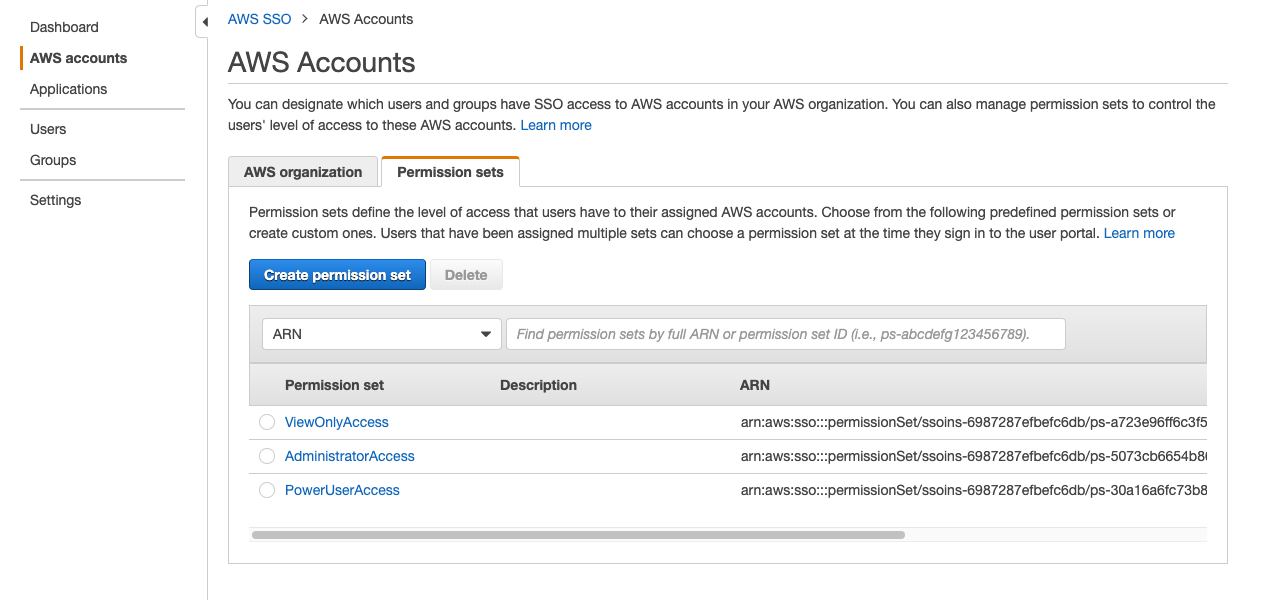 Dashboard
AWS accounts
Applications
Users
Groups
Settings
AWS SSO > AWS Accounts
AWS Accounts
You can designate which users and groups have SSO access to AWS accounts in your AWS organization. You can also manage permission sets to control the
users' level of access to these AWS accounts. Learn more
AWS organization
Permission sets
Permission sets define the level of access that users have to their assigned AWS accounts. Choose from the following predefined permission sets or
create custom ones. Users that have been assigned multiple sets can choose a permission set at the time they sign in to the user portal. Learn more
Create permission set
Delete
ARN
Find permission sets by full ARN or permission set ID (i.e., ps-abcdefg123456789).
Permission set Description ARN
ViewOnlyAccess arn:aws:sso:::permissionSet/ssoins-6987287efbefc6db/ps-a723e96ff6c3f5
AdministratorAccess arn:aws:sso:::permissionSet/ssoins-6987287efbefc6db/ps-5073cb6654b8
PowerUserAccess arn:aws:sso:::permissionSet/ssoins-6987287efbefc6db/ps-30a16a6fc73b8